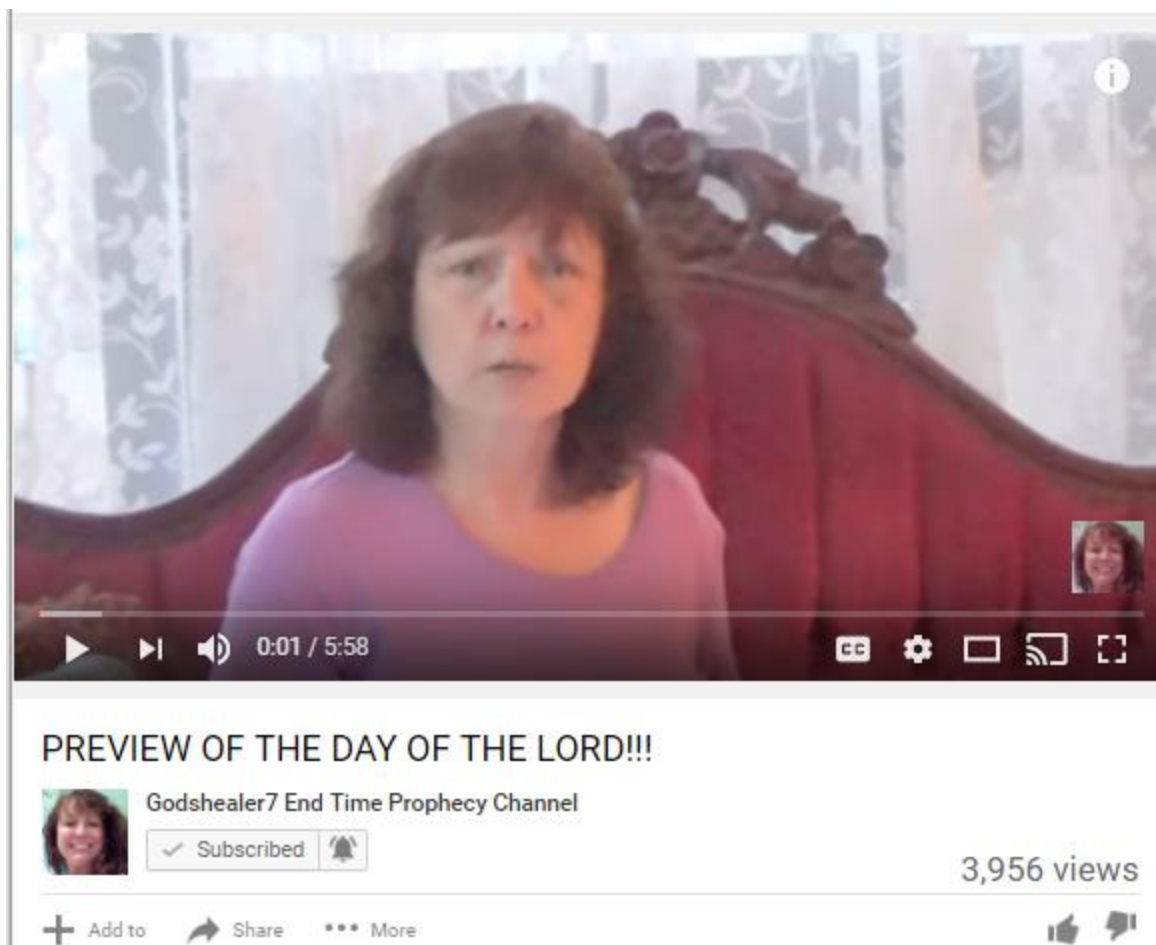 i
0:01 / 5:58
CC
PREVIEW OF THE DAY OF THE LORD!!!
Godshealer7 End Time Prophecy Channel
Subscribed
3,956 views
Add to
Share
More